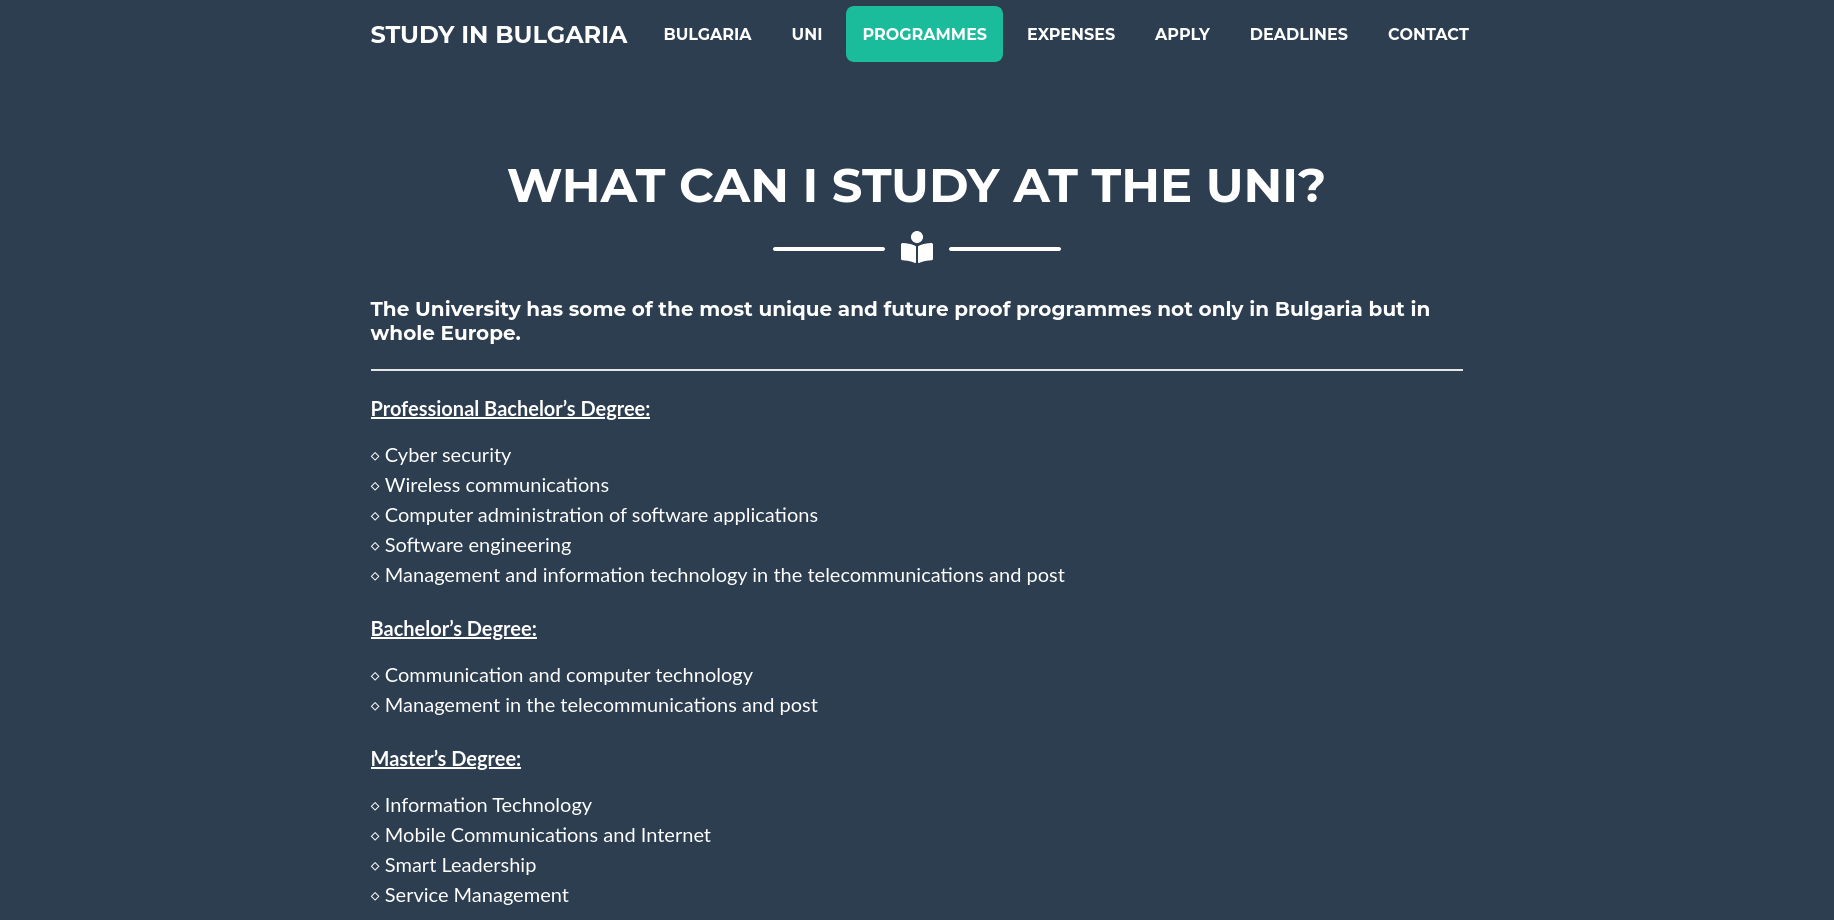 STUDY IN BULGARIA BULGARIA UNI PROGRAMMES EXPENSES APPLY DEADLINES CONTACT
WHAT CAN I STUDY AT THE UNI?
The University has some of the most unique and future proof programmes not only in Bulgaria but in
whole Europe.
Professional Bachelor’s Degree:
⋄ Cyber security
⋄ Wireless communications
⋄ Computer administration of software applications
⋄ Software engineering
⋄ Management and information technology in the telecommunications and post
Bachelor’s Degree:
⋄ Communication and computer technology
⋄ Management in the telecommunications and post
Master’s Degree:
⋄ Information Technology
⋄ Mobile Communications and Internet
⋄ Smart Leadership
⋄ Service Management